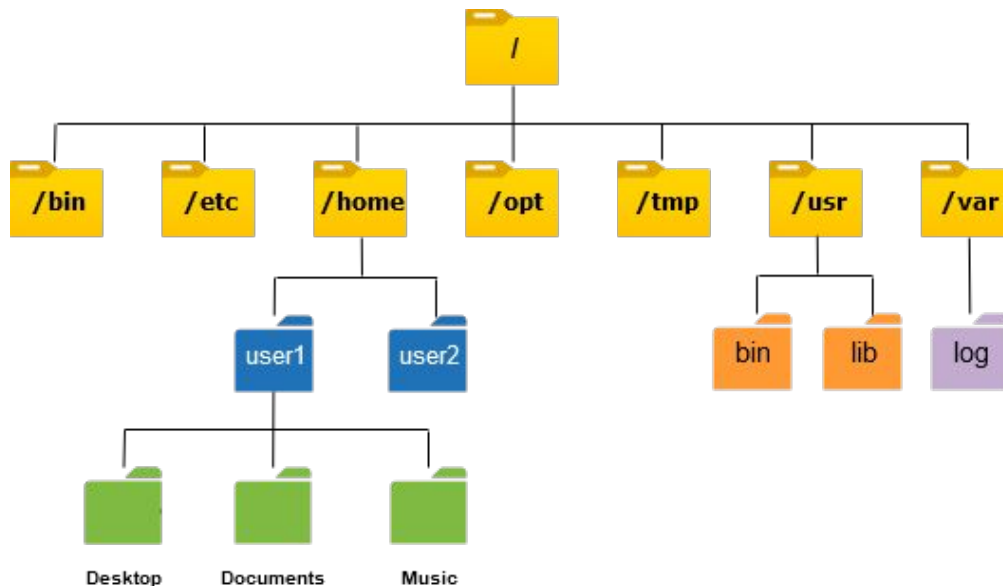 /
/bin /etc /home /opt /tmp /usr /var
user1 user2 bin lib log
Desktop Documents Music